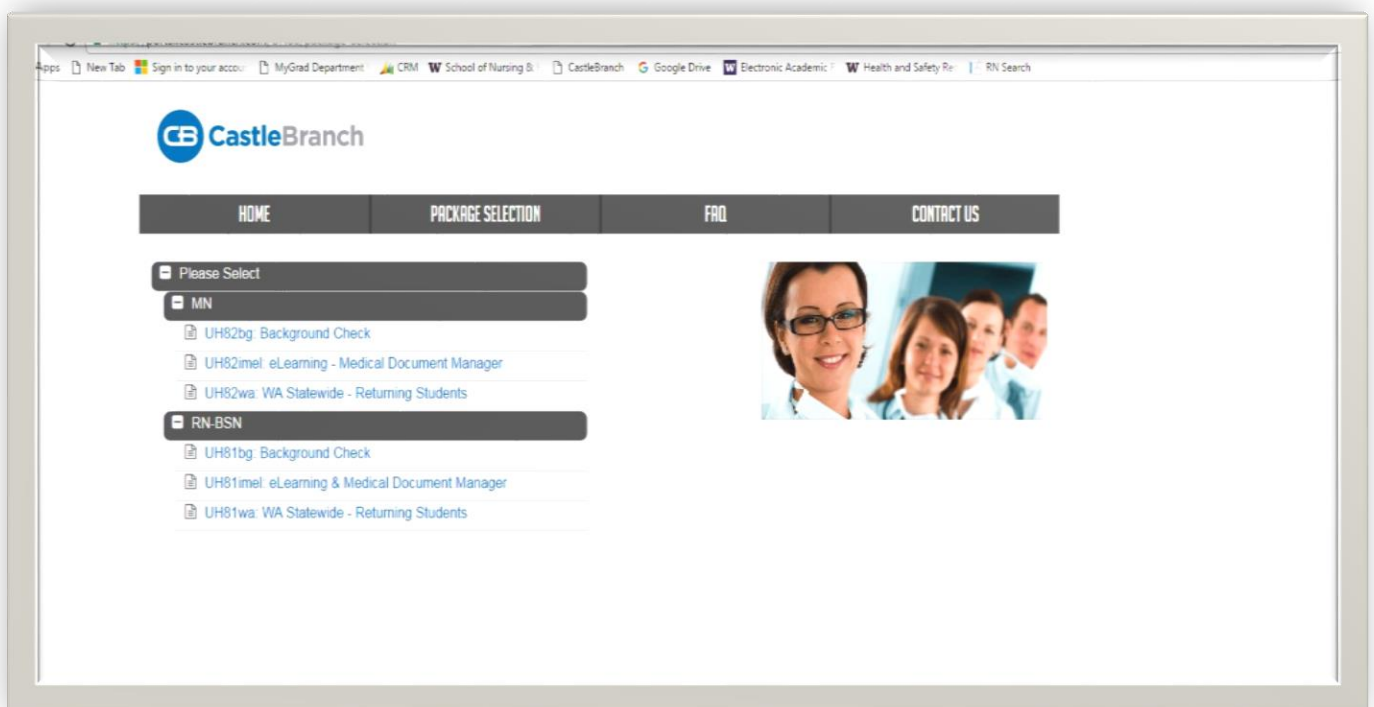 Apps New Tab Sign in to your accou MyGrad Department CRM W School of Nursing & CastleBranch G Google Drive W Electronic Academic W Health and Safety Re RN Search
CB CastleBranch
HOME PACKAGE SELECTION FAQ CONTACT US
Please Select
MN
UH82bg: Background Check
UH82imel: eLearning - Medical Document Manager
UH82wa: WA Statewide - Returning Students
RN-BSN
UH81bg: Background Check
UH81imel: eLearning & Medical Document Manager
UH81wa: WA Statewide - Returning Students